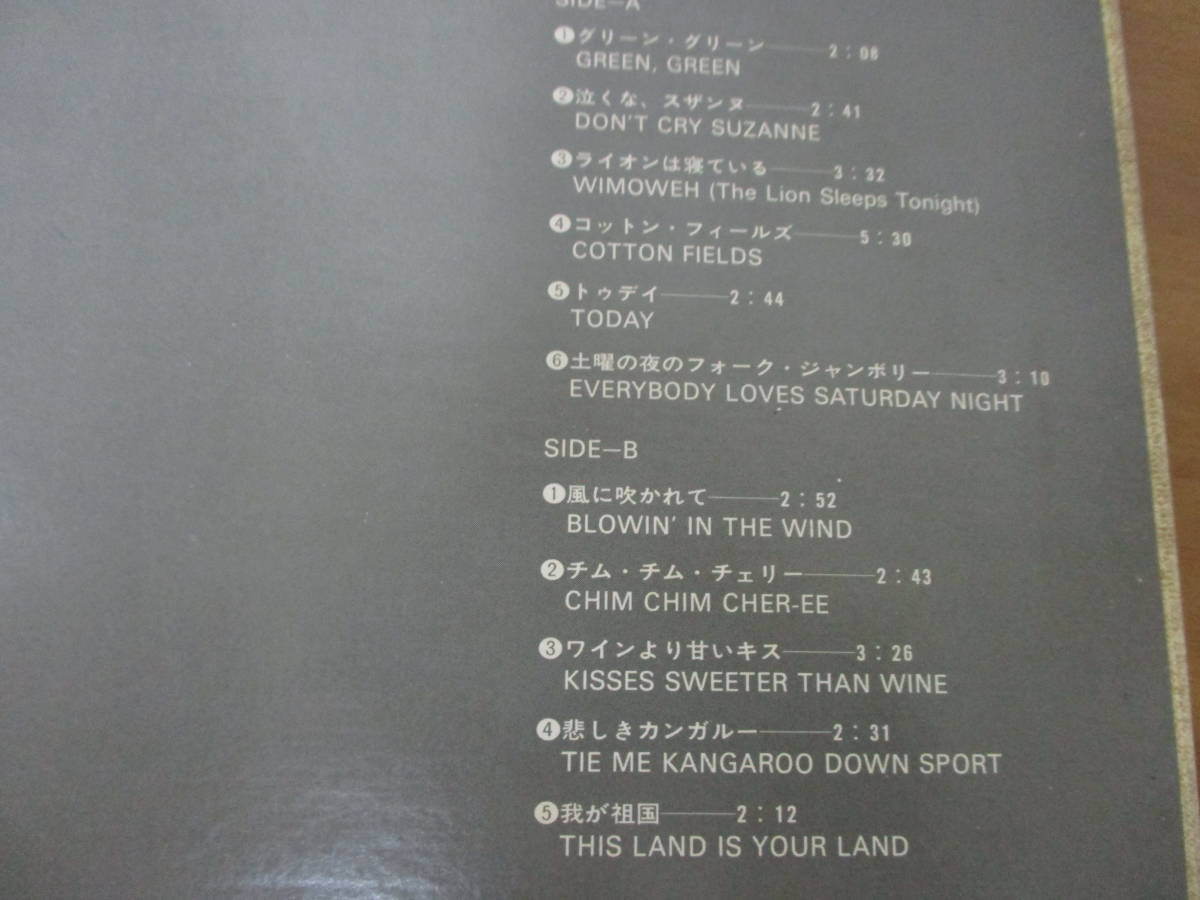 SIDE—A
❶グリーン・グリーン———2:06
GREEN, GREEN
❷泣くな、スザンヌ———2:41
DON'T CRY SUZANNE
❸ライオンは寝ている———3:32
WIMOWEH (The Lion Sleeps Tonight)
❹コットン・フィールズ———5:30
COTTON FIELDS
❺トゥデイ———2:44
TODAY
❻土曜の夜のフォーク・ジャンボリー———3:10
EVERYBODY LOVES SATURDAY NIGHT
SIDE—B
❶風に吹かれて———2:52
BLOWIN' IN THE WIND
❷チム・チム・チェリー———2:43
CHIM CHIM CHER-EE
❸ワインより甘いキス———3:26
KISSES SWEETER THAN WINE
❹悲しきカンガルー———2:31
TIE ME KANGAROO DOWN SPORT
❺我が祖国———2:12
THIS LAND IS YOUR LAND